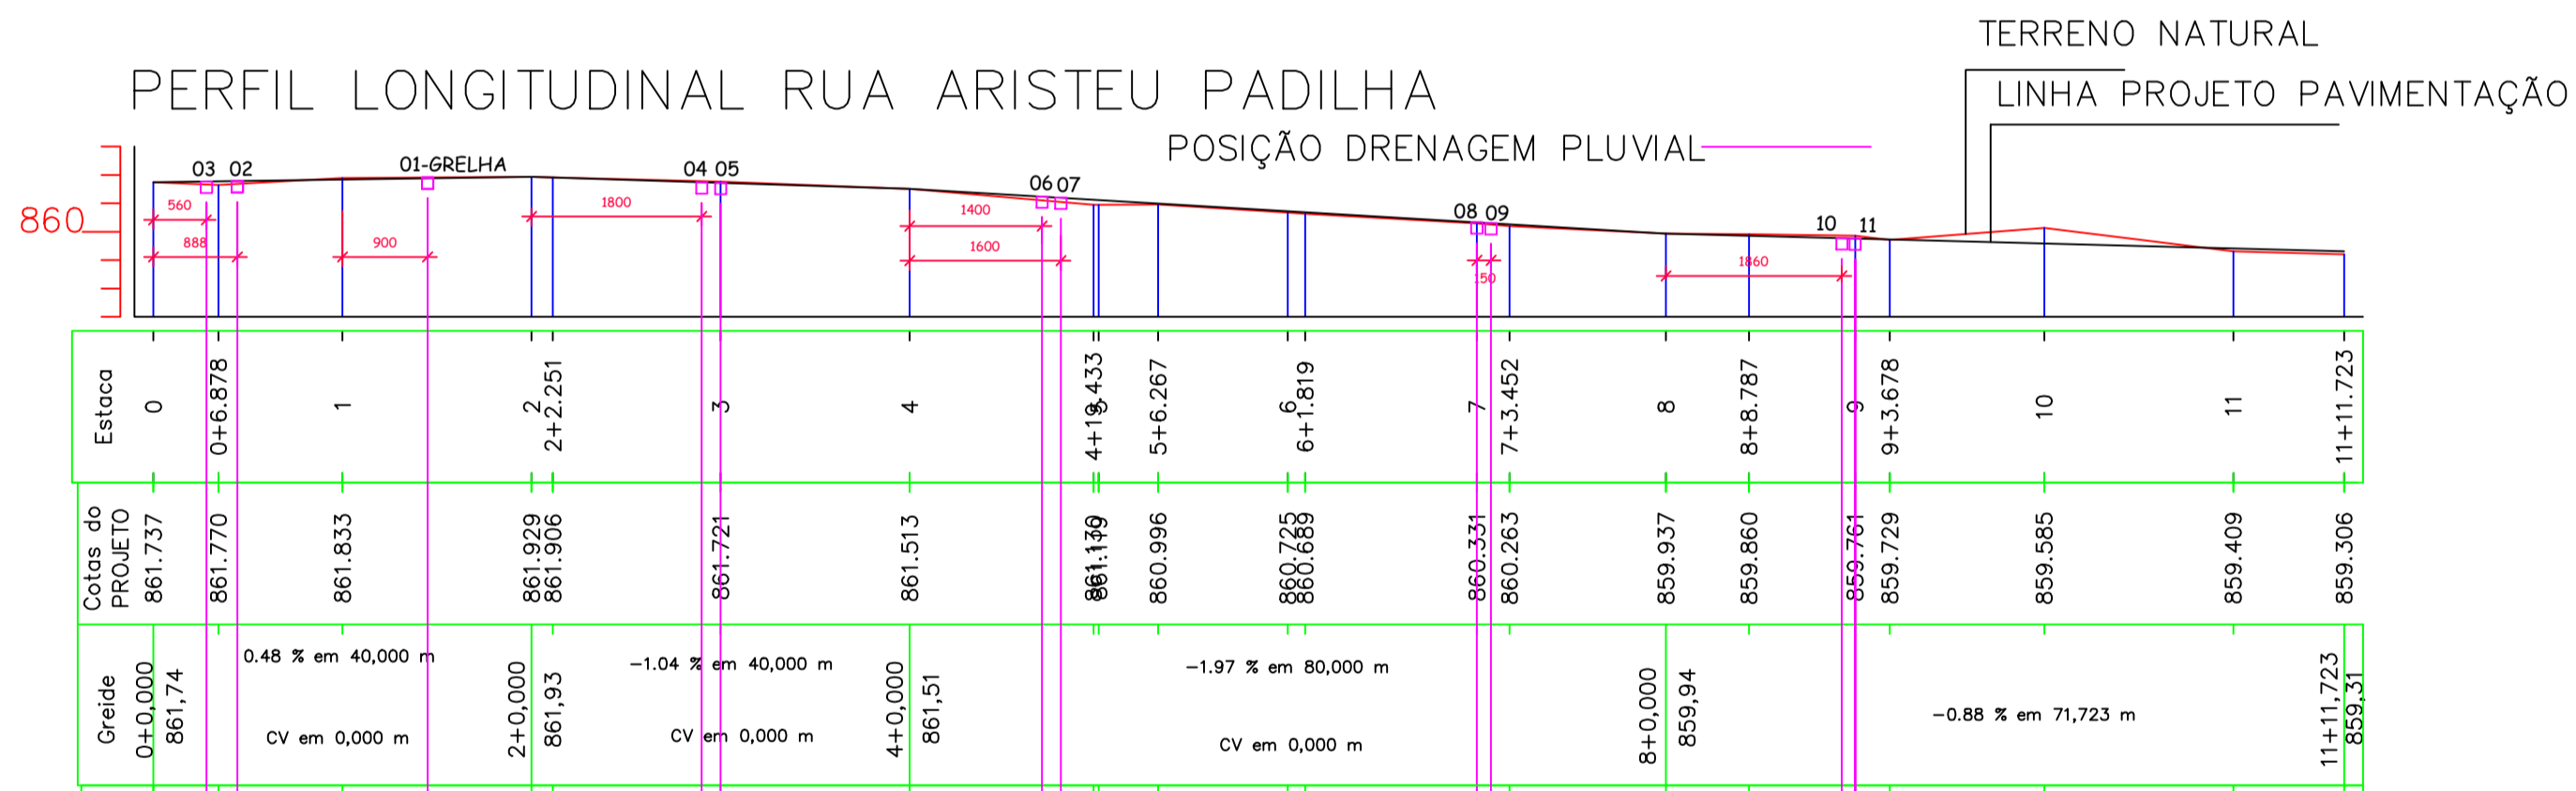 TERRENO NATURAL
PERFIL LONGITUDINAL RUA ARISTEU PADILHA
LINHA PROJETO PAVIMENTAÇÃO
POSIÇÃO DRENAGEM PLUVIAL
03 02 01-GRELHA 04 05 06 07 08 09 10 11
860
560 1800 1400
888 900 1600 150 1860
Estaca 0 0+6.878 1 2 2+2.251 3 4 4+19.433 5 5+6.267 6 6+1.819 7 7+3.452 8 8+8.787 9 9+3.678 10 11 11+11.723
Cotas do
PROJETO
861.737 861.770 861.833 861.929 861.906 861.721 861.513 861.130 861.119 860.996 860.725 860.689 860.331 860.263 859.937 859.860 859.761 859.729 859.585 859.409 859.306
Greide
0+0,000
861,74
0.48 % em 40,000 m
CV em 0,000 m
2+0,000
861,93
-1.04 % em 40,000 m
CV em 0,000 m
4+0,000
861,51
-1.97 % em 80,000 m
CV em 0,000 m
8+0,000
859,94
-0.88 % em 71,723 m
11+11,723
859,31